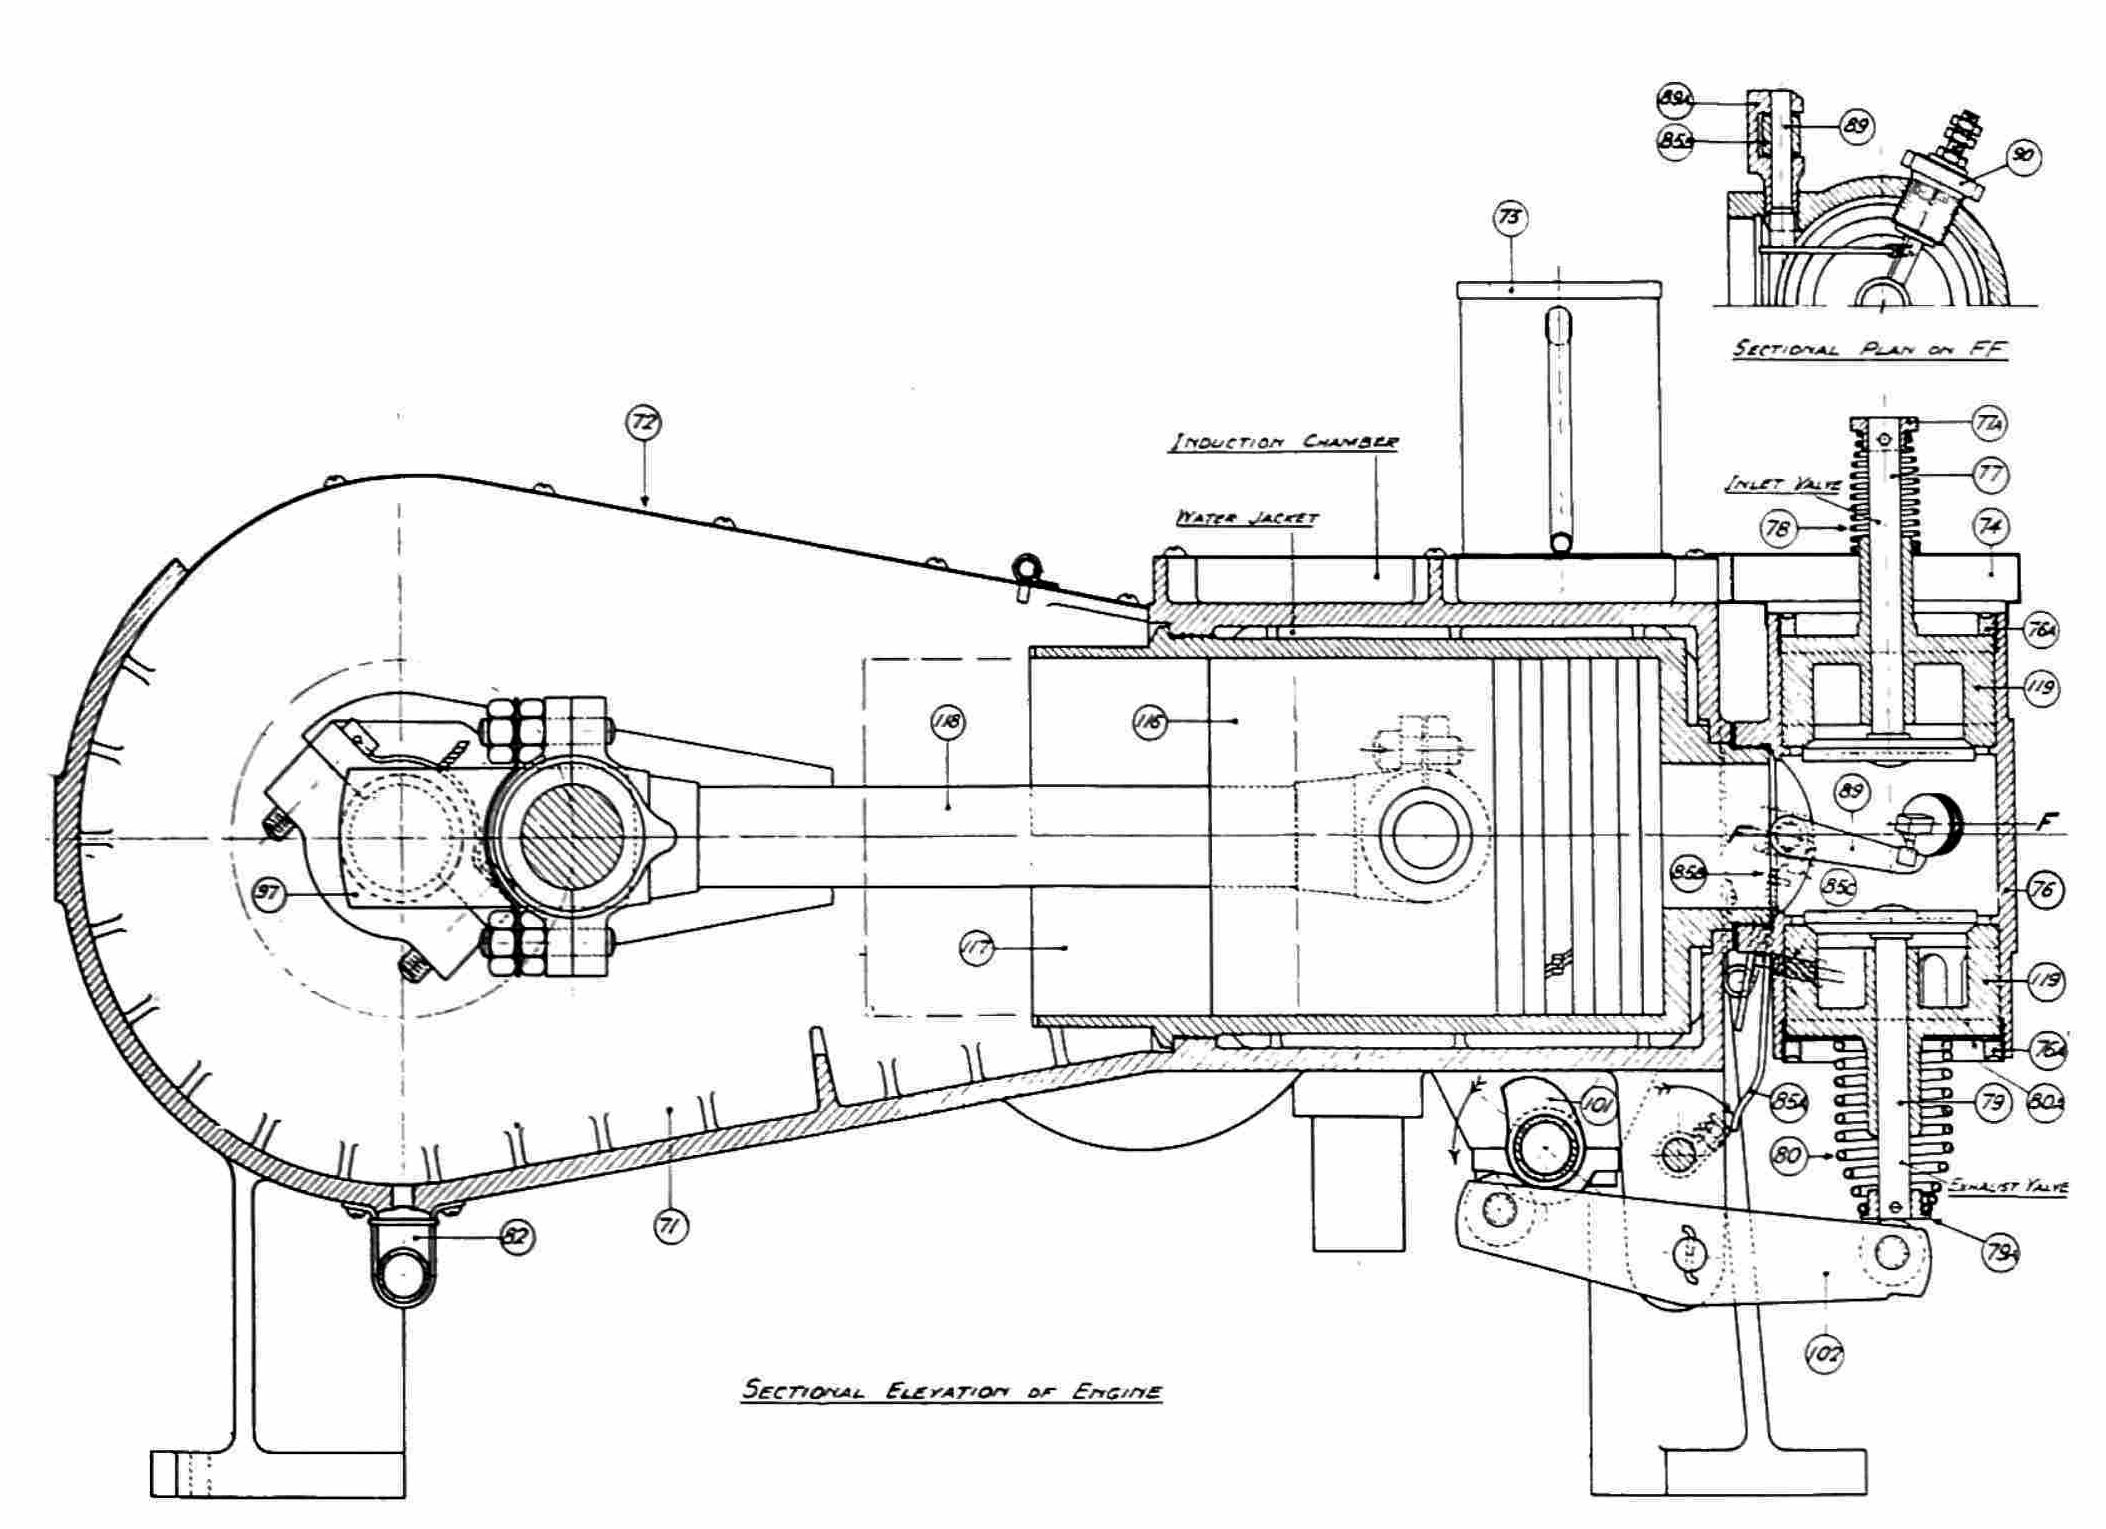 89A
85B
89
90
73
SECTIONAL PLAN ON FF
72
INDUCTION CHAMBER
77A
INLET VALVE
77
WATER JACKET
78
74
76A
118
116
119
89
F
F
97
85B
85C
76
117
119
76A
101
85A
79
80A
80
EXHAUST VALVE
71
82
79A
102
SECTIONAL ELEVATION OF ENGINE